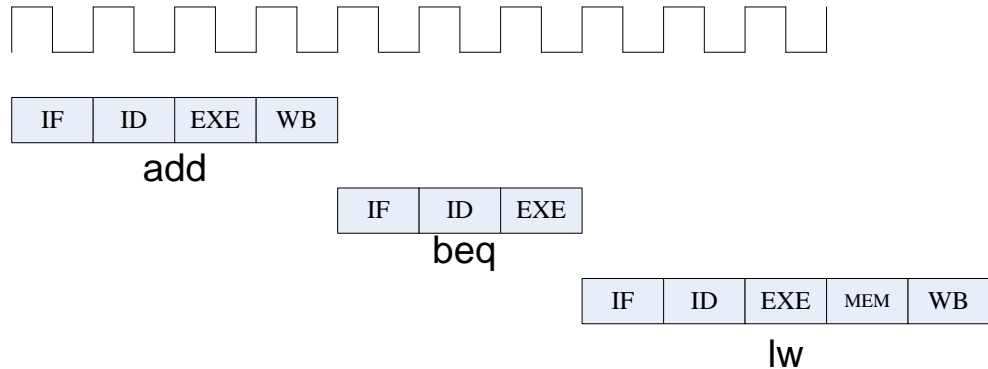 IF ID EXE WB
add
IF ID EXE
beq
IF ID EXE MEM WB
lw